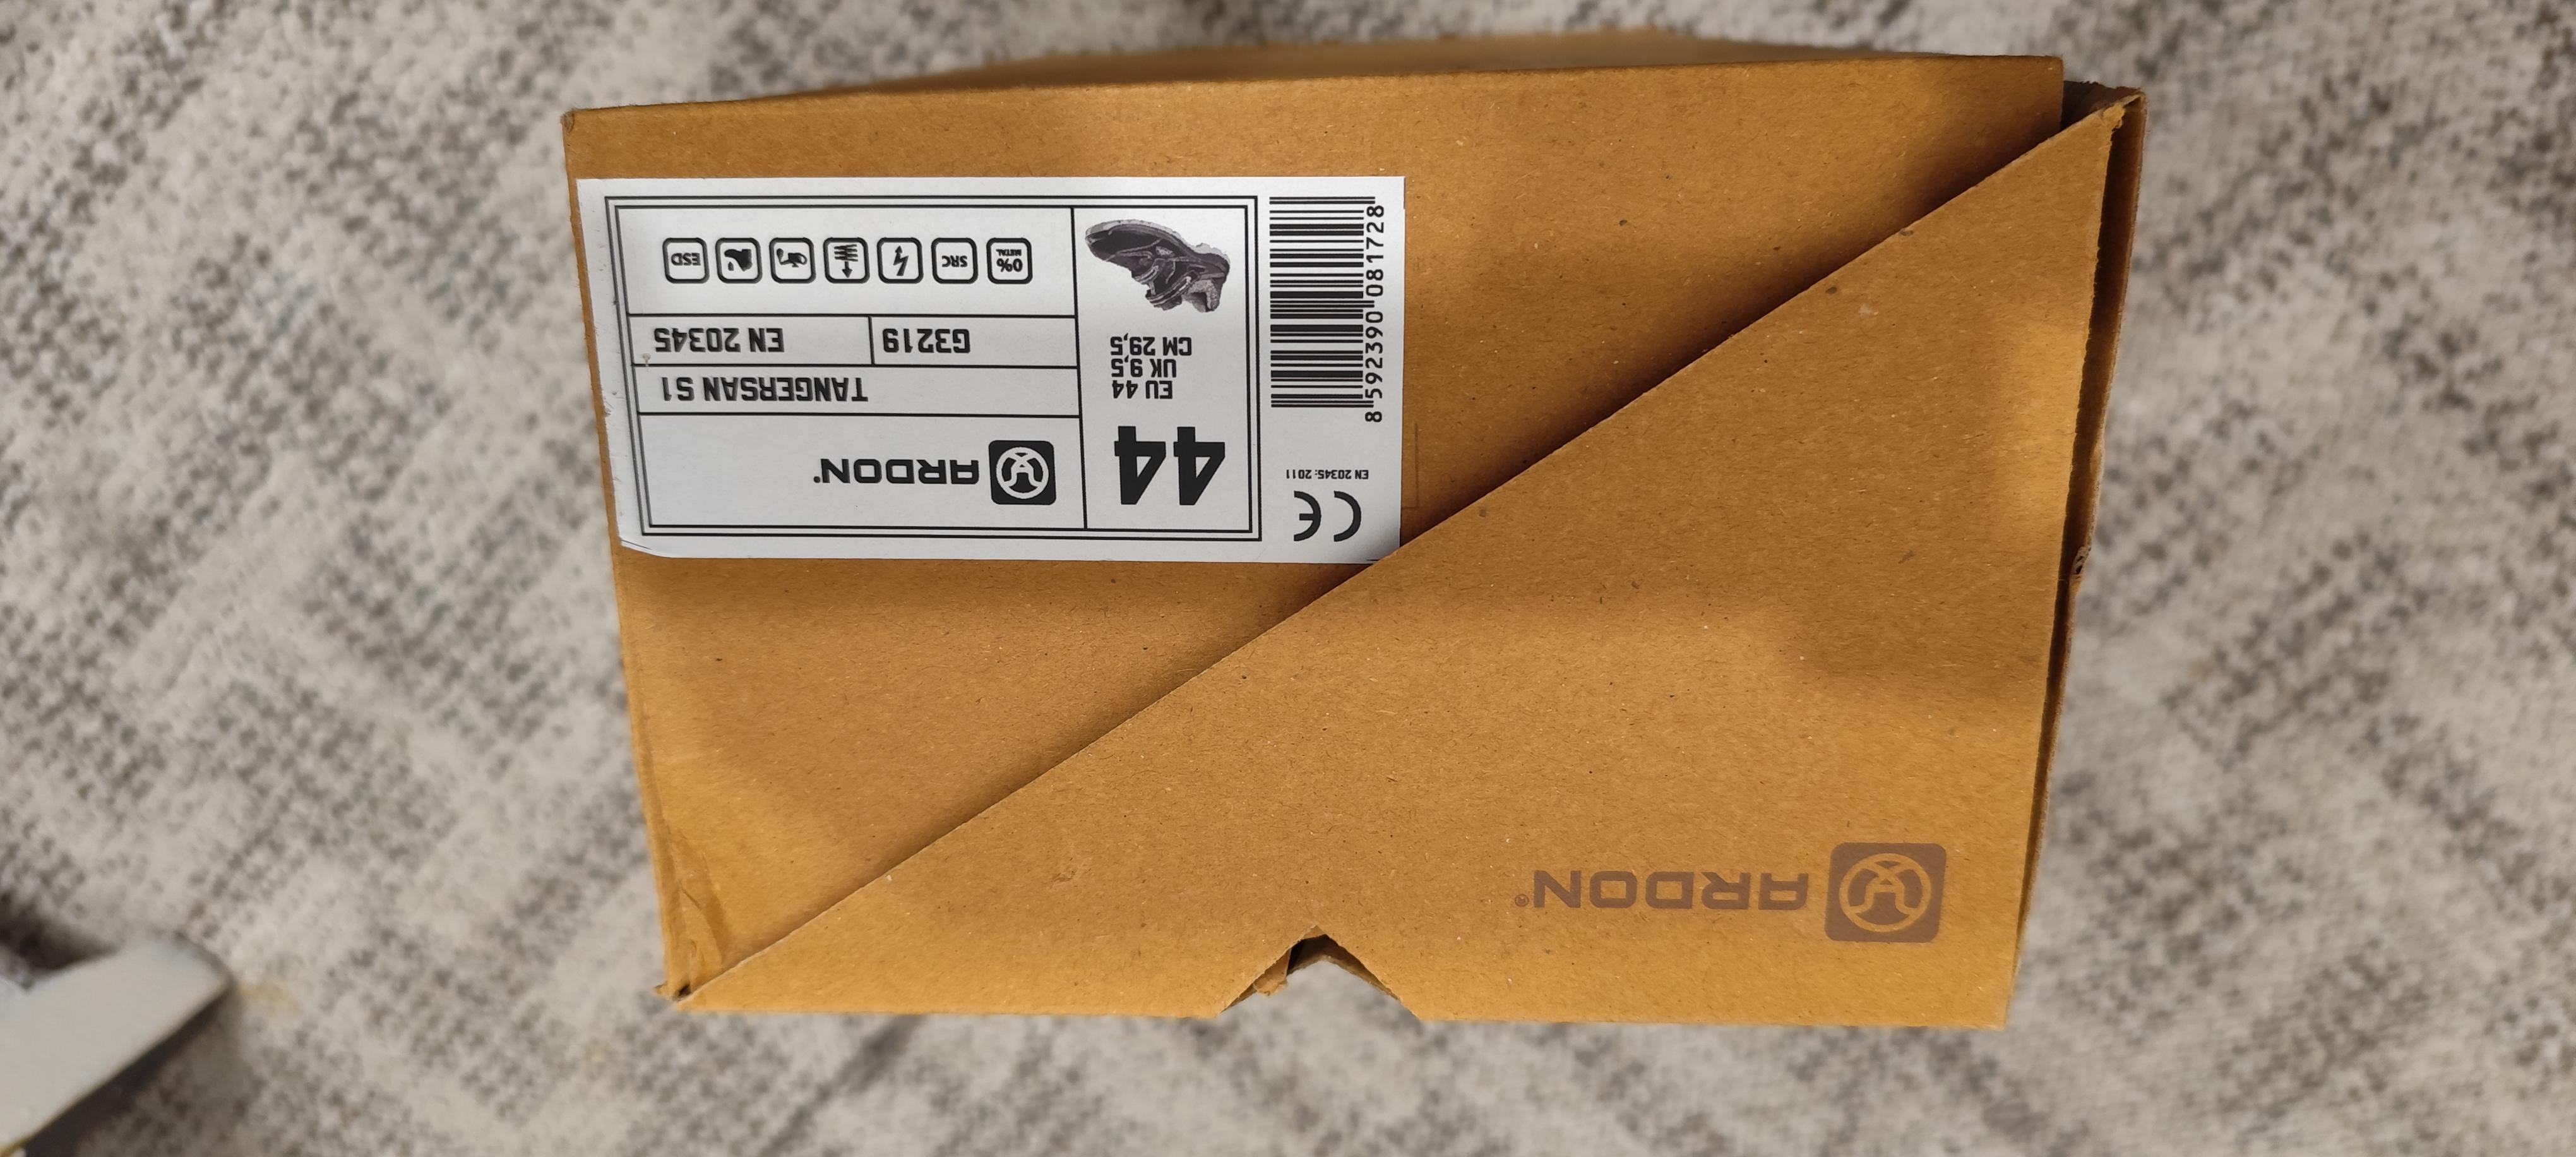 ARDON®
44
ARDON®
TANGERSAN S1
G3219
EN 20345
0%
METAL
SRC
ESD
EU 44
UK 9,5
CM 29,5
CE
EN 20345: 2011
8 592390 081728